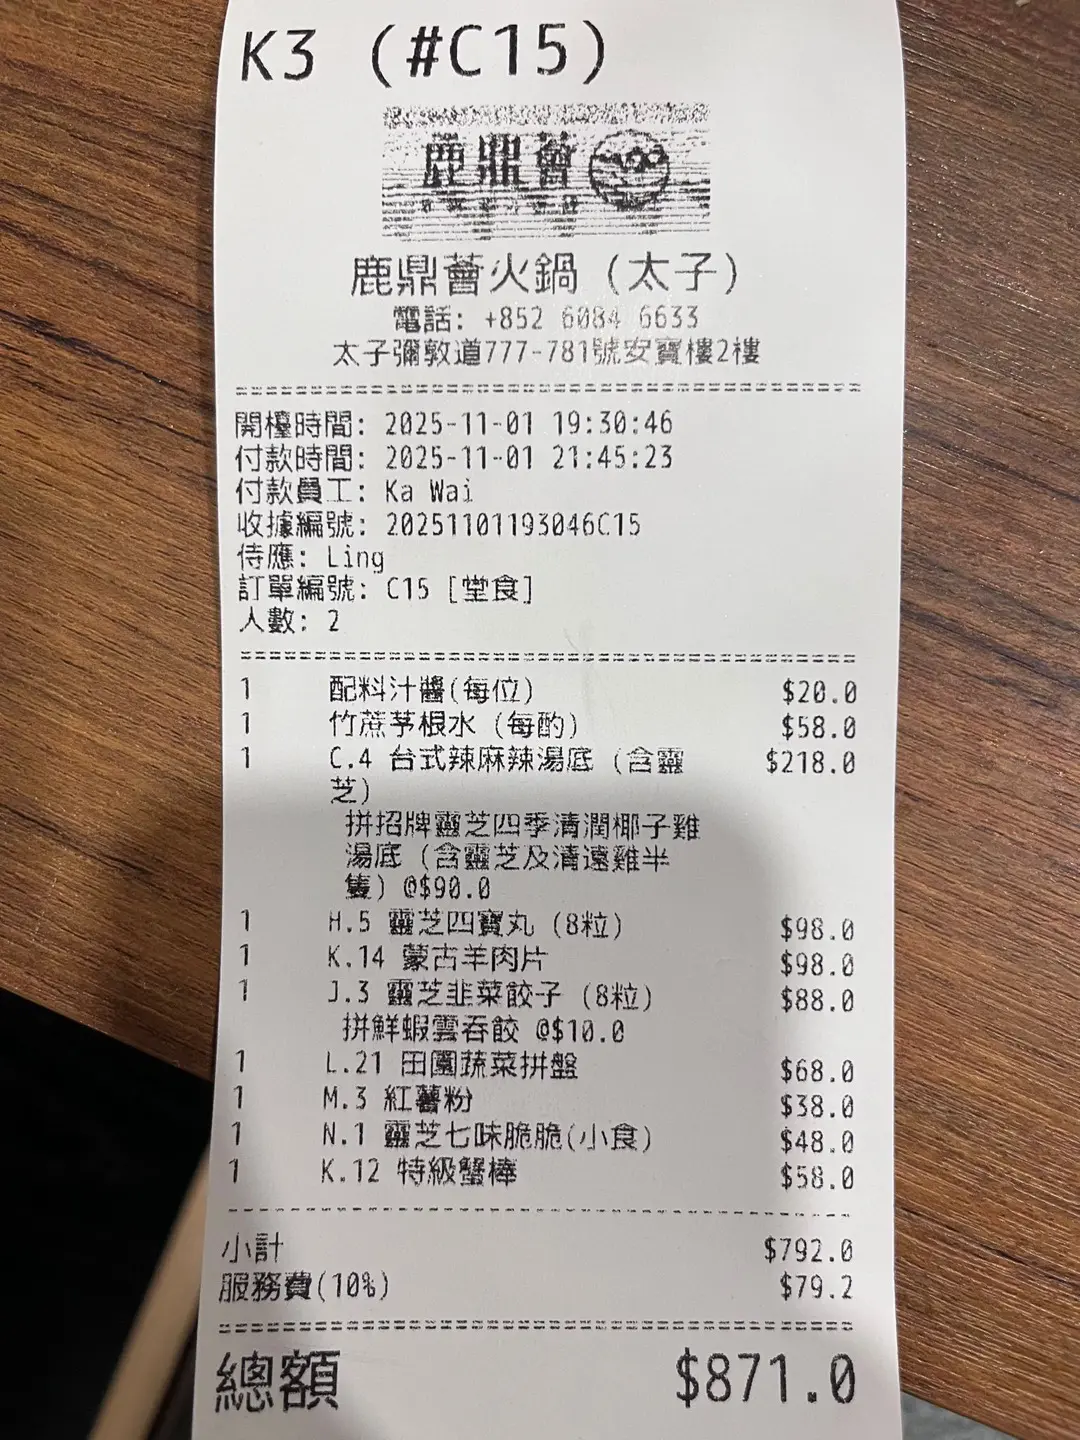 K3 (#C15)
鹿鼎薈
鹿鼎薈火鍋 (太子)
電話: +852 6084 6633
太子彌敦道777-781號安寶樓2樓
開檯時間: 2025-11-01 19:30:46
付款時間: 2025-11-01 21:45:23
付款員工: Ka Wai
收據編號: 20251101193046C15
侍應: Ling
訂單編號: C15 [堂食]
人數: 2
1 配料汁醬(每位) $20.0
1 竹蔗茅根水 (每酌) $58.0
1 C.4 台式辣麻辣湯底 (含靈 $218.0
芝)
拼招牌靈芝四季清潤椰子雞
湯底 (含靈芝及清遠雞半
隻) @$90.0
1 H.5 靈芝四寶丸 (8粒) $98.0
1 K.14 蒙古羊肉片 $98.0
1 J.3 靈芝韭菜餃子 (8粒) $88.0
拼鮮蝦雲吞餃 @$10.0
1 L.21 田園蔬菜拼盤 $68.0
1 M.3 紅薯粉 $38.0
1 N.1 靈芝七味脆脆(小食) $48.0
1 K.12 特級蟹棒 $58.0
小計 $792.0
服務費(10%) $79.2
總額 $871.0